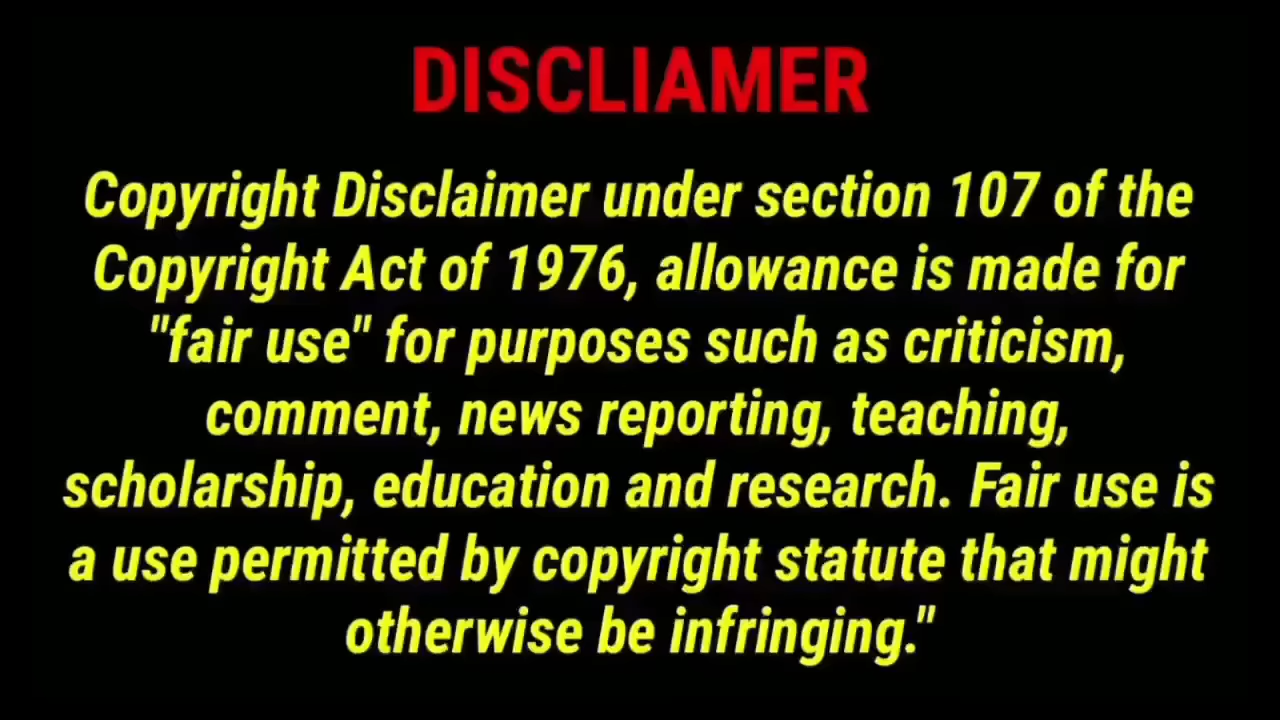 DISCLIAMER
Copyright Disclaimer under section 107 of the
Copyright Act of 1976, allowance is made for
"fair use" for purposes such as criticism,
comment, news reporting, teaching,
scholarship, education and research. Fair use is
a use permitted by copyright statute that might
otherwise be infringing."